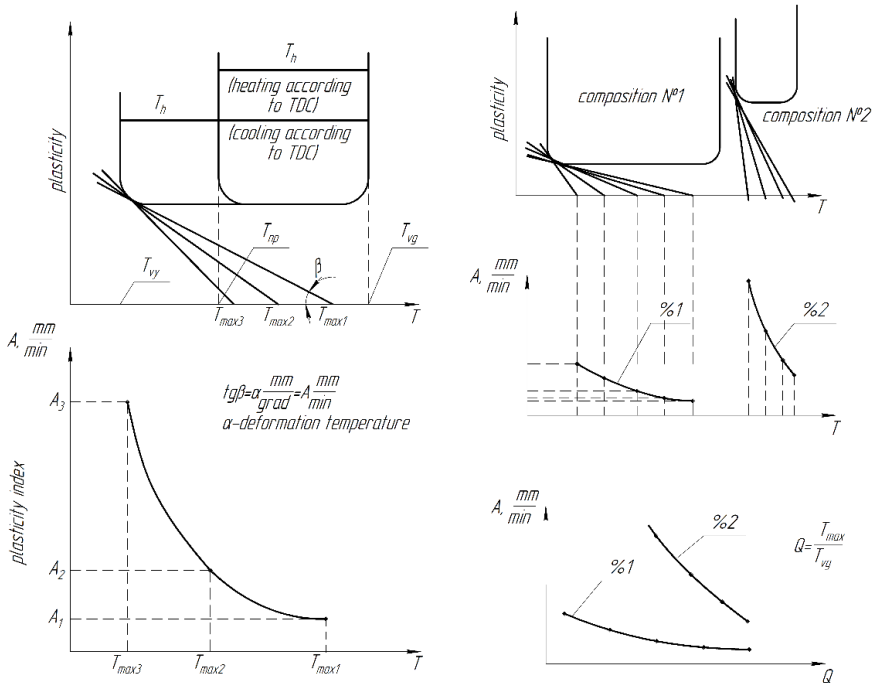 plasticity
T_h
T_h
(heating according
to TDC)
(cooling according
to TDC)
T_пр
T_vg
T_vy
β
T_max3
T_max2
T_max1
T
A, mm/min
plasticity index
A_3
A_2
A_1
tgβ=α mm/grad=A mm/min
α-deformation temperature
T_max3
T_max2
T_max1
T
plasticity
composition №1
composition №2
T
A, mm/min
%1
%2
T
A, mm/min
%1
%2
Q=T_max/T_vg
Q